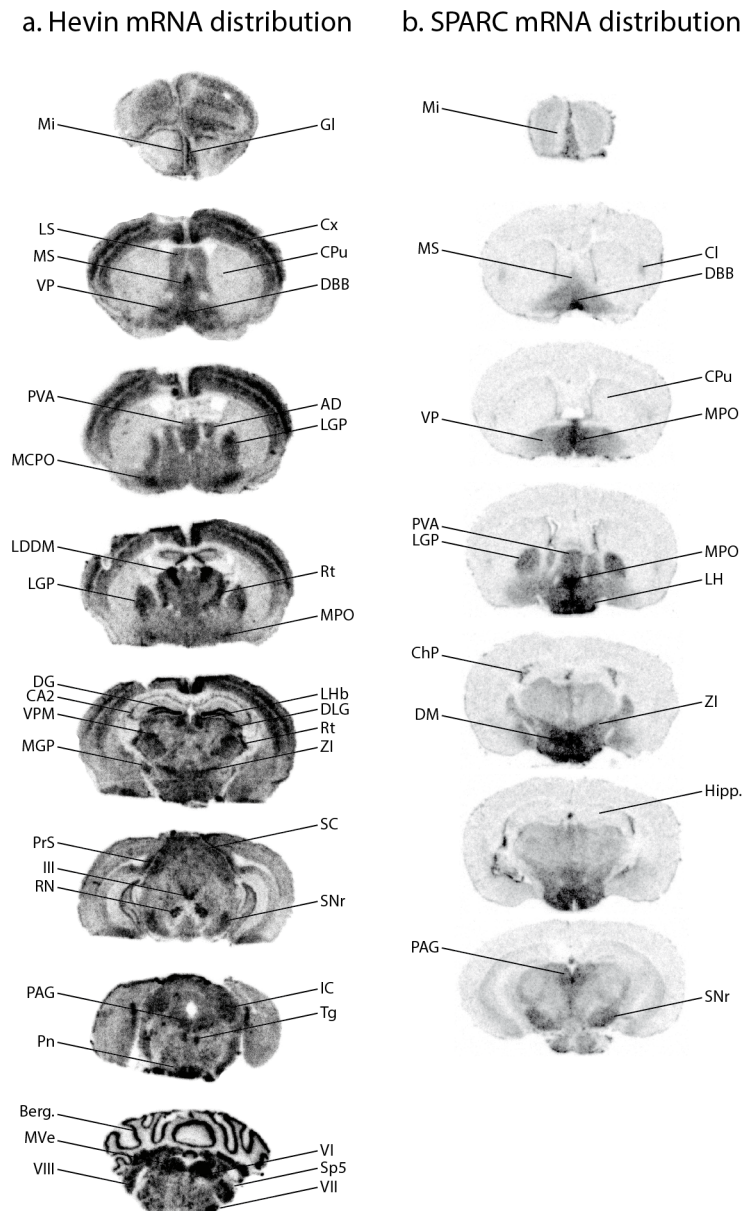 a. Hevin mRNA distribution
Mi
Gl
LS
MS
VP
Cx
CPu
DBB
PVA
MCPO
AD
LGP
LDDM
LGP
Rt
MPO
DG
CA2
VPM
MGP
LHb
DLG
Rt
ZI
PrS
III
RN
SC
SNr
PAG
Pn
IC
Tg
Berg.
MVe
VIII
VI
Sp5
VII
b. SPARC mRNA distribution
Mi
MS
Cl
DBB
VP
CPu
MPO
PVA
LGP
MPO
LH
ChP
DM
ZI
Hipp.
PAG
SNr